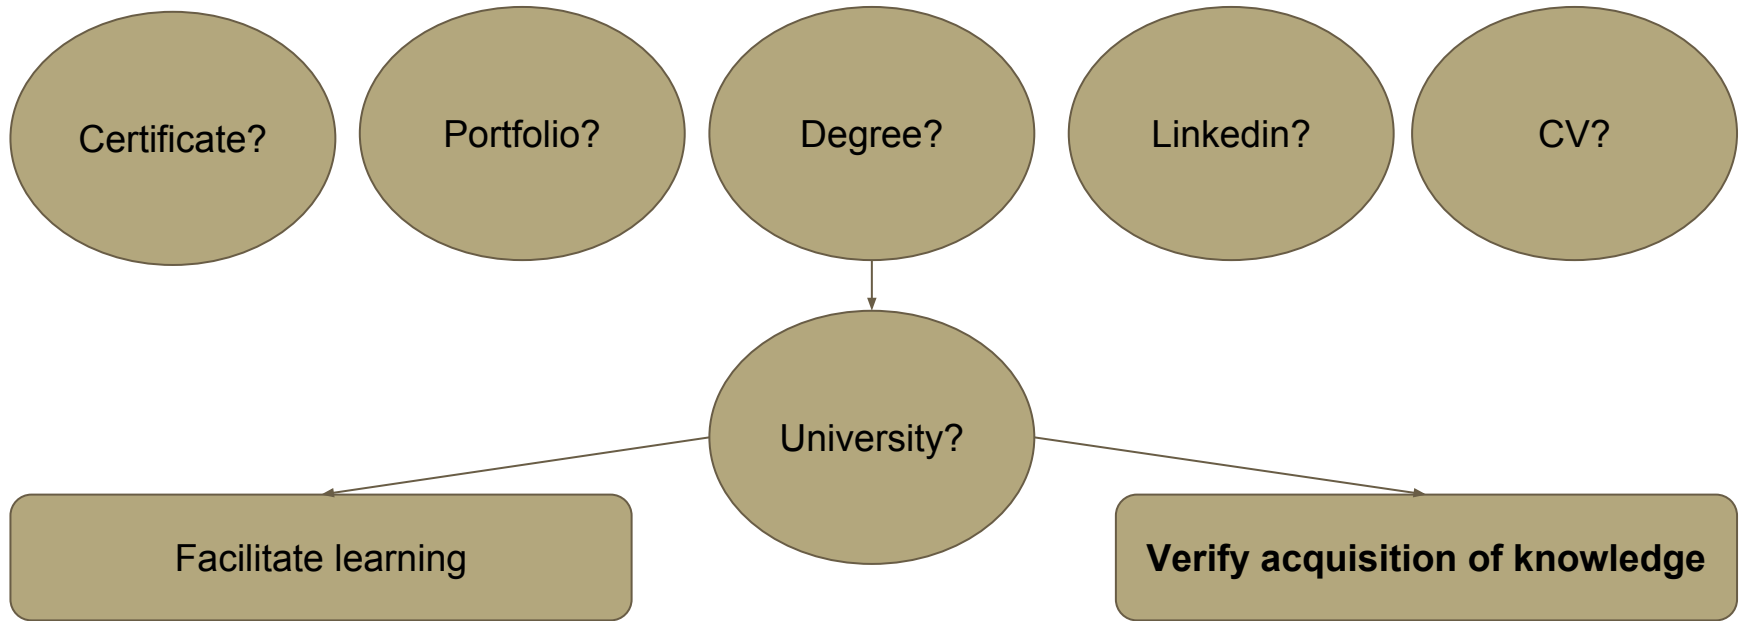 Certificate?
Portfolio?
Degree?
Linkedin?
CV?
University?
Facilitate learning
Verify acquisition of knowledge